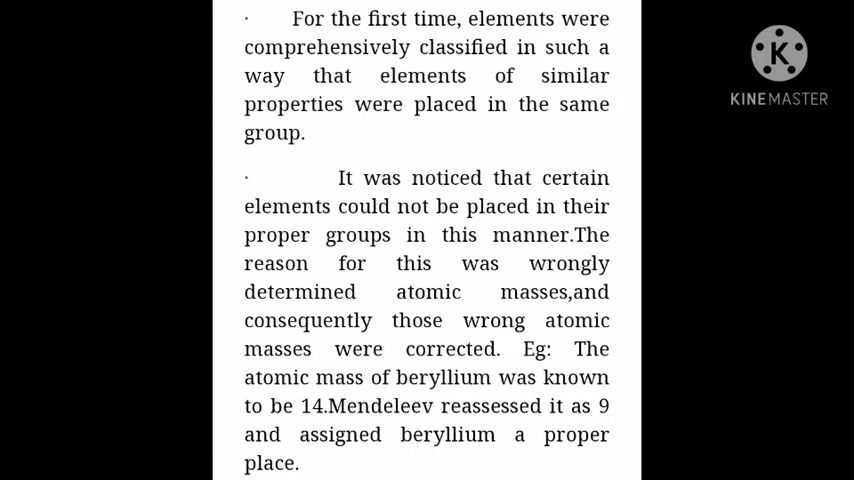 · For the first time, elements were
comprehensively classified in such a
way that elements of similar
properties were placed in the same
group.
· It was noticed that certain
elements could not be placed in their
proper groups in this manner.The
reason for this was wrongly
determined atomic masses,and
consequently those wrong atomic
masses were corrected. Eg: The
atomic mass of beryllium was known
to be 14.Mendeleev reassessed it as 9
and assigned beryllium a proper
place.
K
KINEMASTER